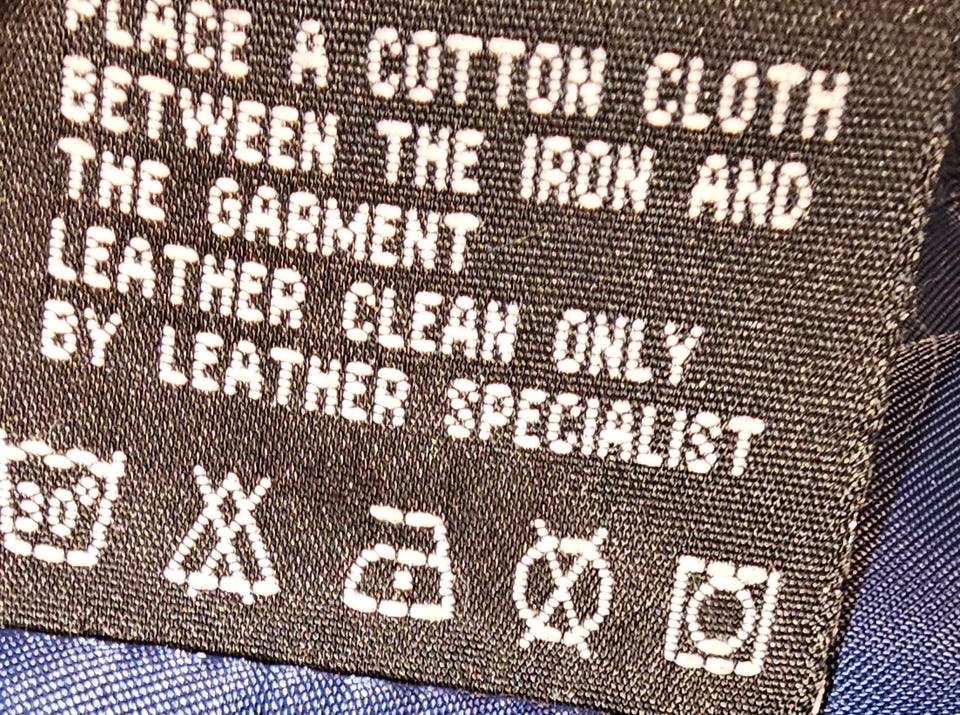 PLACE A COTTON CLOTH
BETWEEN THE IRON AND
THE GARMENT
LEATHER CLEAN ONLY
BY LEATHER SPECIALIST
30°